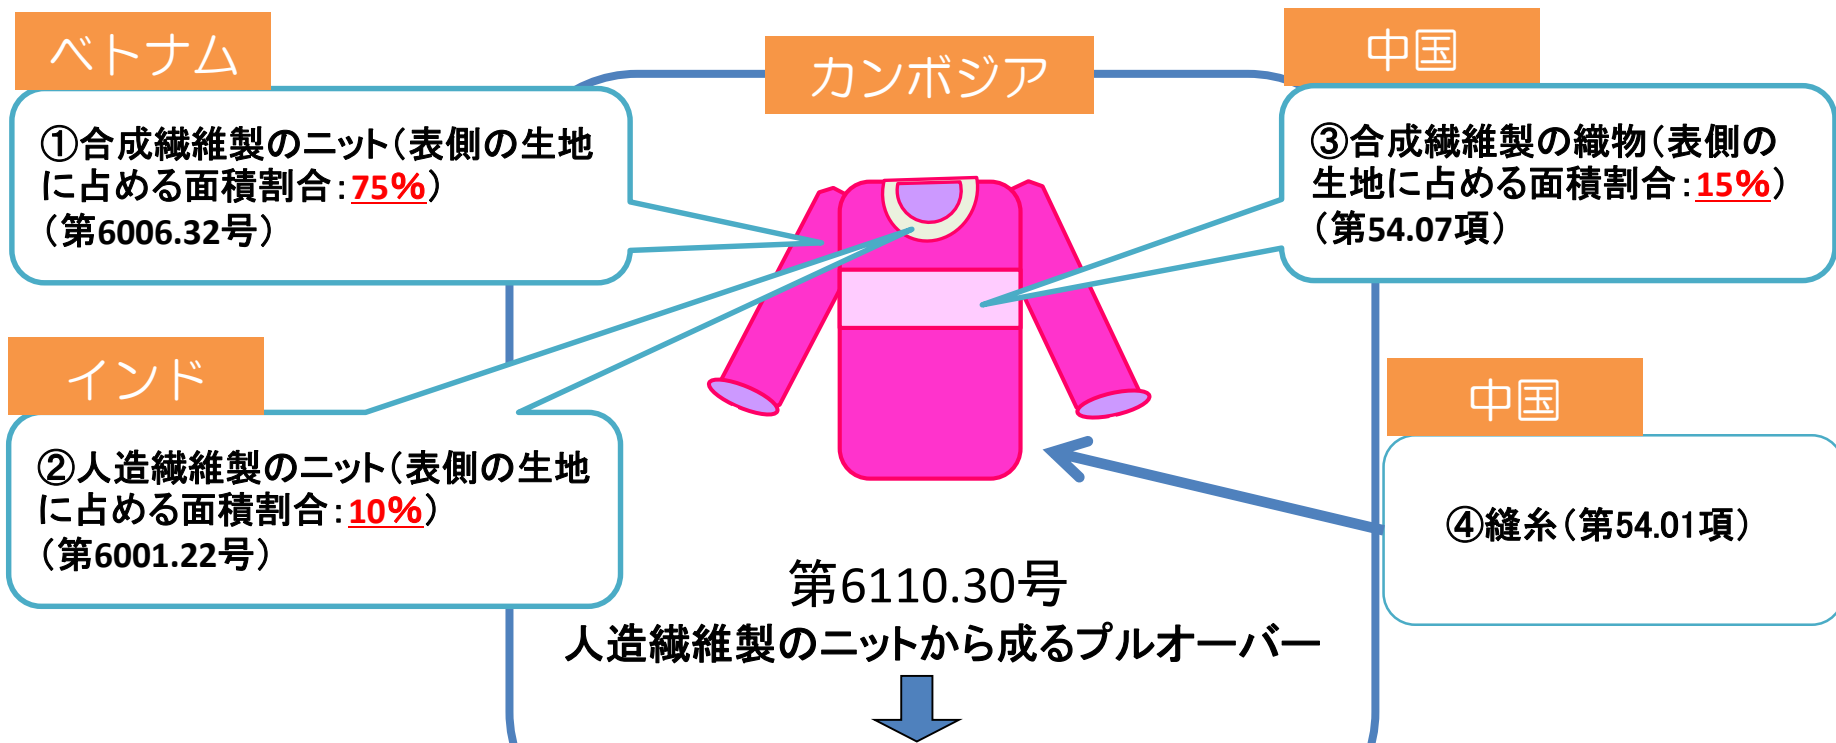 ベトナム
①合成繊維製のニット（表側の生地
に占める面積割合：75％）
（第6006.32号）
カンボジア
中国
③合成繊維製の織物（表側の
生地に占める面積割合：15％）
（第54.07項）
インド
②人造繊維製のニット（表側の生地
に占める面積割合：10％）
（第6001.22号）
中国
④縫糸（第54.01項）
第6110.30号
人造繊維製のニットから成るプルオーバー